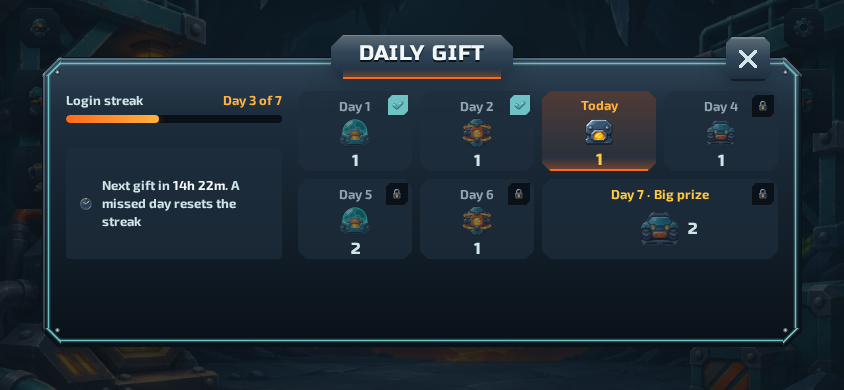 DAILY GIFT
Login streak
Day 3 of 7
Next gift in 14h 22m. A
missed day resets the
streak
Day 1
1
Day 2
1
Today
1
Day 4
1
Day 5
2
Day 6
1
Day 7 · Big prize
2